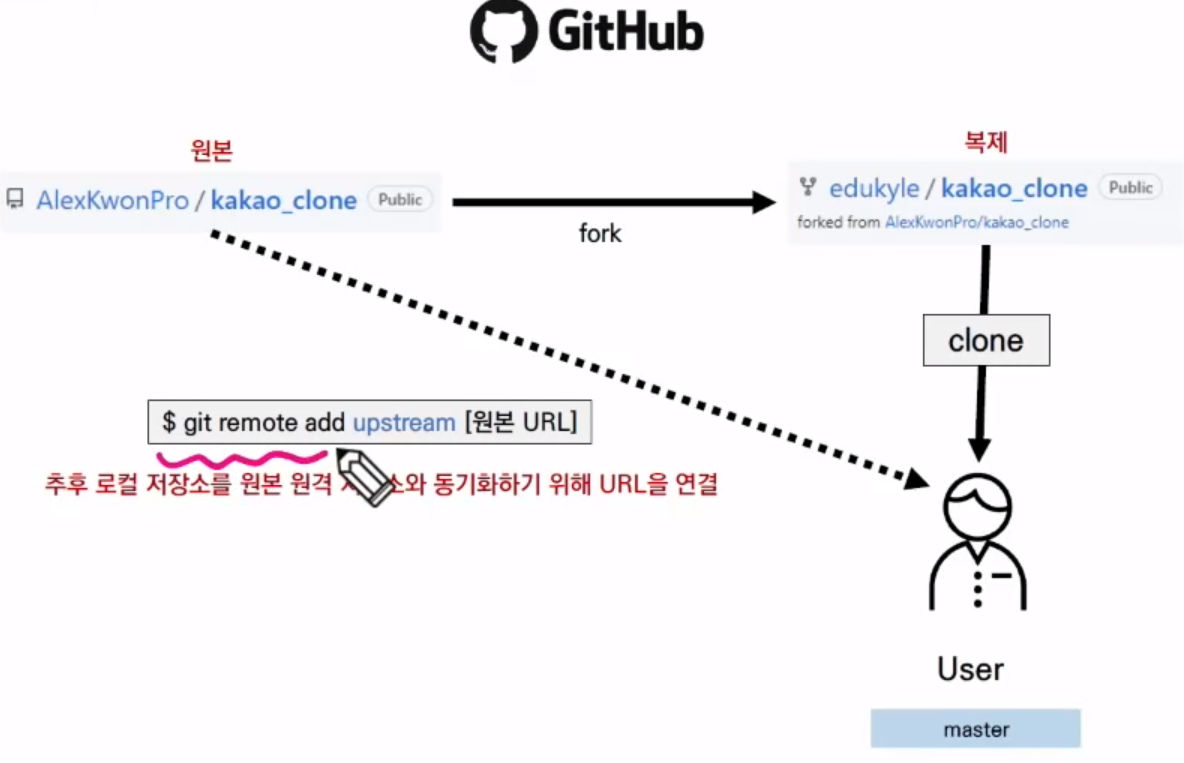 GitHub
원본
AlexKwonPro / kakao_clone Public
fork
복제
edukyle / kakao_clone Public
forked from AlexKwonPro/kakao_clone
clone
$ git remote add upstream [원본 URL]
추후 로컬 저장소를 원본 원격 소와 동기화하기 위해 URL을 연결
User
master